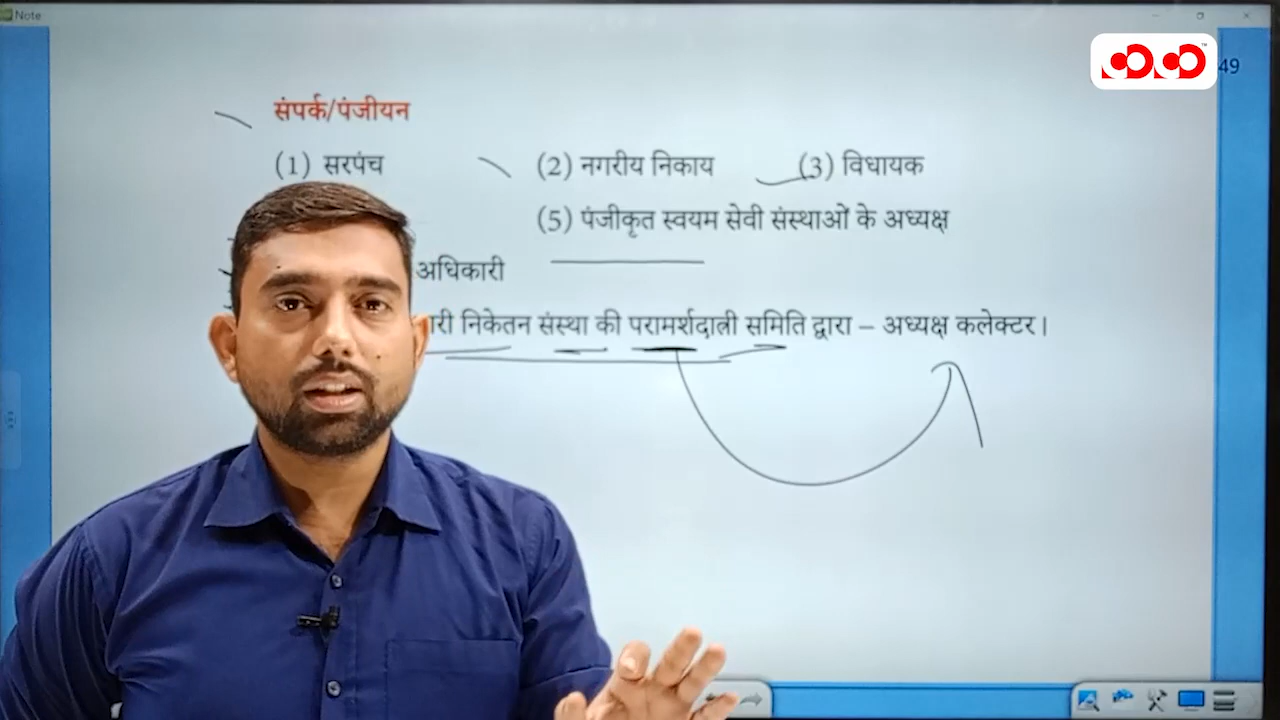 Note
49
संपर्क/पंजीयन
(1) सरपंच (2) नगरीय निकाय (3) विधायक
(5) पंजीकृत स्वयम सेवी संस्थाओं के अध्यक्ष
अधिकारी
निकेतन संस्था की परामर्शदात्री समिति द्वारा – अध्यक्ष कलेक्टर।